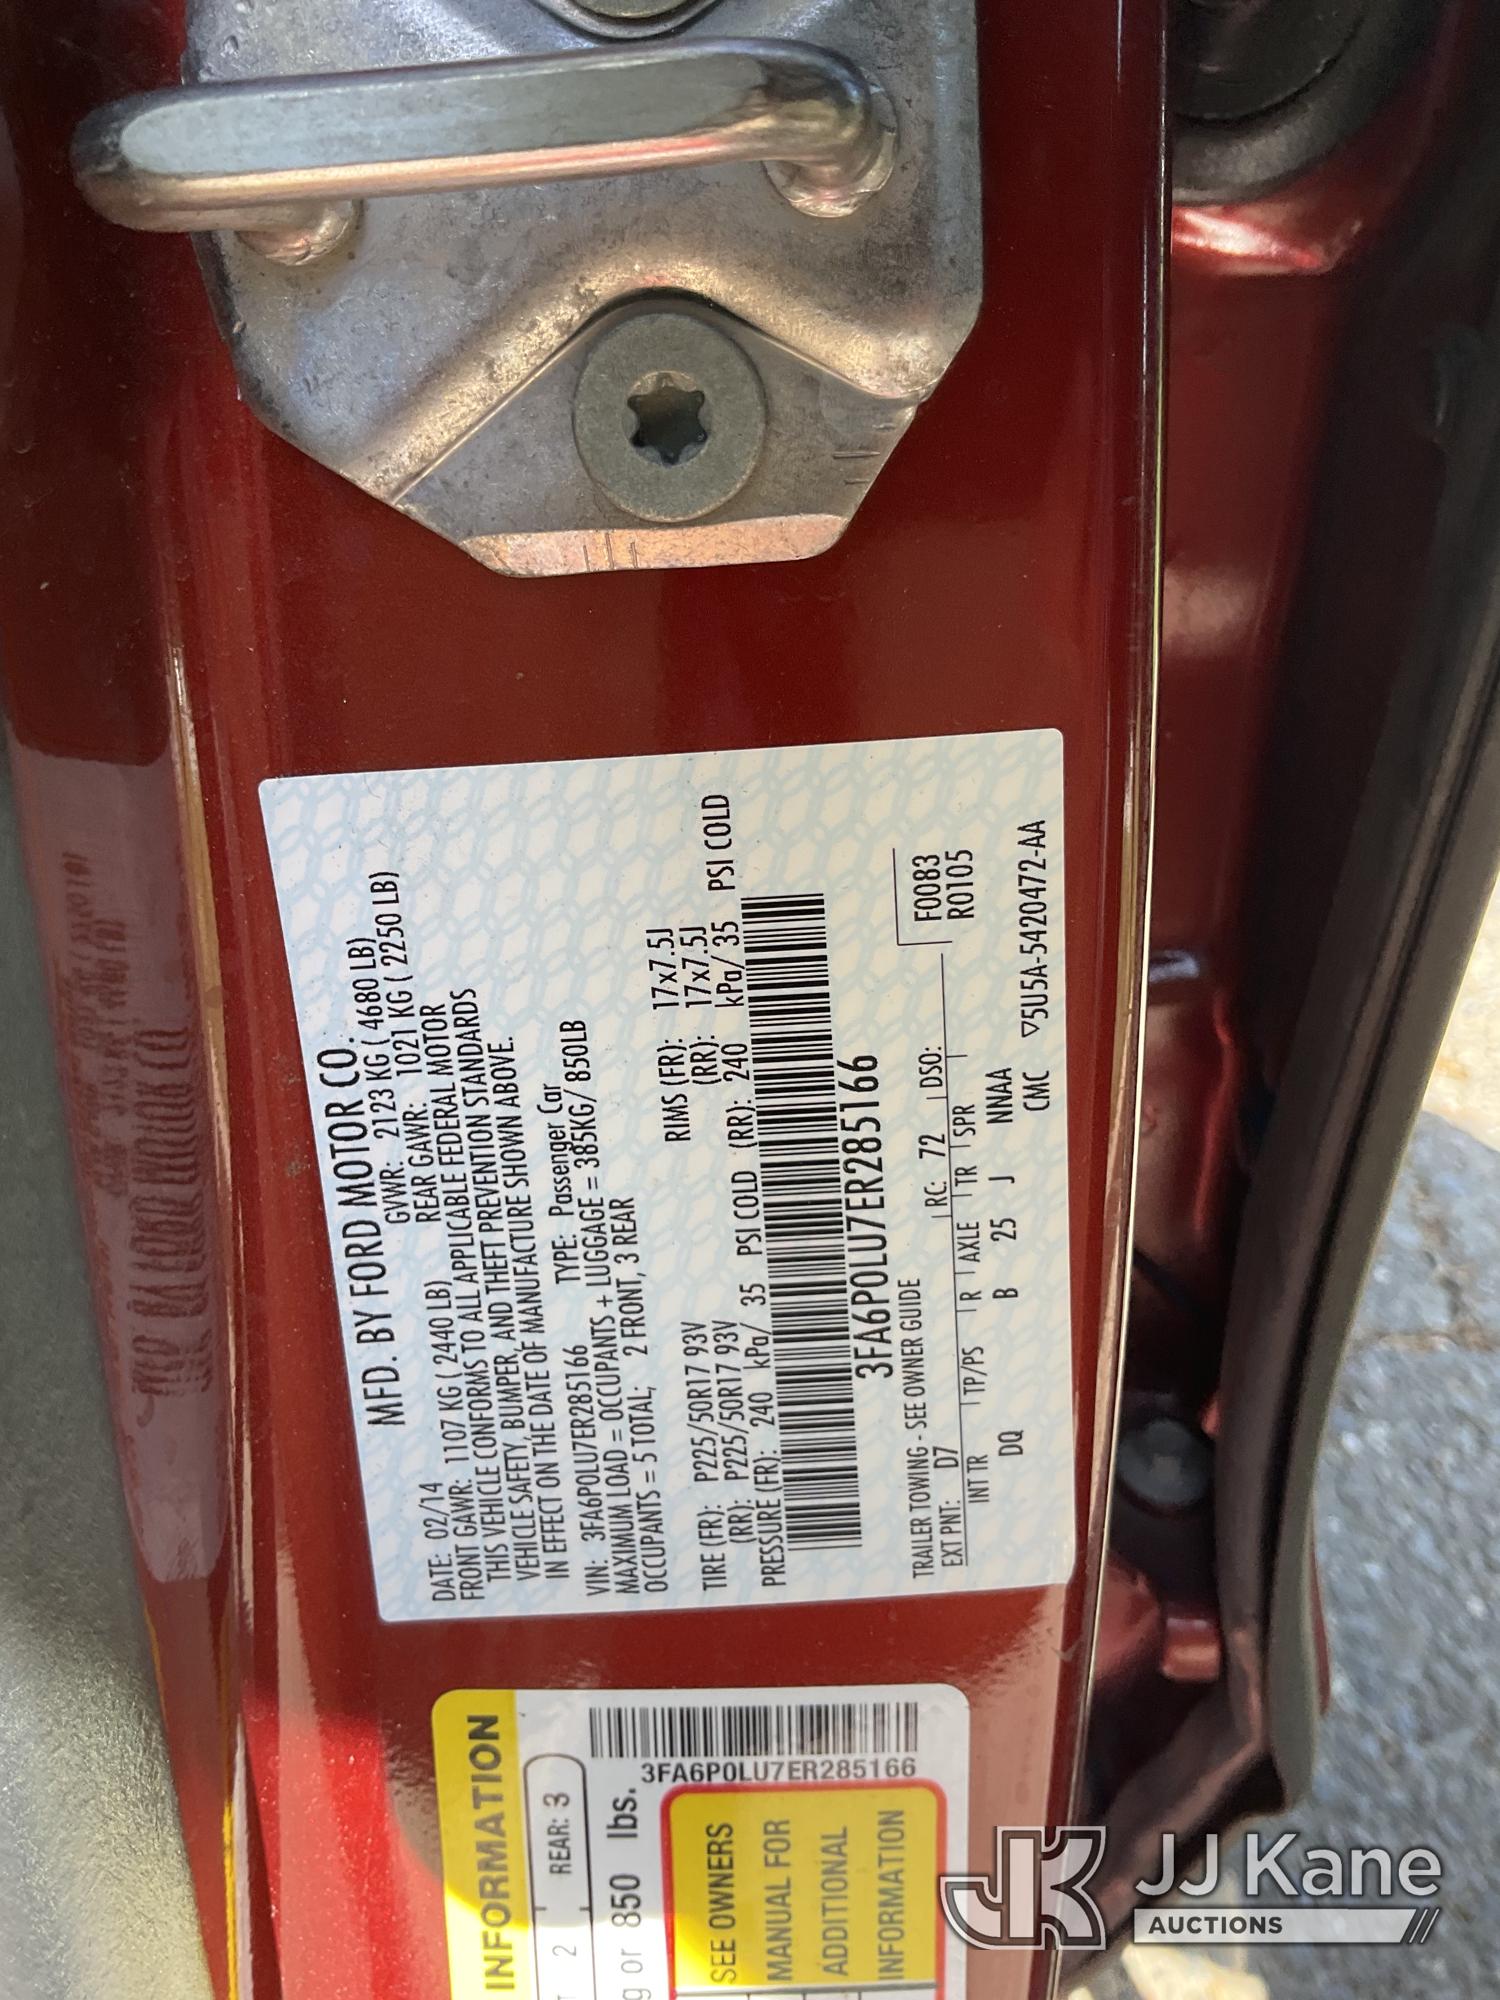 MFD. BY FORD MOTOR CO.
DATE: 02/14 GVWR: 2123 KG ( 4680 LB)
FRONT GAWR: 1107 KG ( 2440 LB) REAR GAWR: 1021 KG ( 2250 LB)
THIS VEHICLE CONFORMS TO ALL APPLICABLE FEDERAL MOTOR
VEHICLE SAFETY, BUMPER, AND THEFT PREVENTION STANDARDS
IN EFFECT ON THE DATE OF MANUFACTURE SHOWN ABOVE.
VIN: 3FA6P0LU7ER285166 TYPE: Passenger Car
MAXIMUM LOAD = OCCUPANTS + LUGGAGE = 385KG/ 850LB
OCCUPANTS = 5 TOTAL; 2 FRONT, 3 REAR
TIRE (FR): P225/50R17 93V RIMS (FR): 17x7.5J
(RR): P225/50R17 93V (RR): 17x7.5J
PRESSURE (FR): 240 kPa/ 35 PSI COLD (RR): 240 kPa/ 35 PSI COLD
3FA6P0LU7ER285166
F0083
R0105
TRAILER TOWING - SEE OWNER GUIDE
EXT PNT: D7 RC: 72 DSO:
INT TR TP/PS R AXLE TR SPR
DQ B 25 J NNAA
CMC ▽5U5A-5420472-AA
INFORMATION
2 REAR: 3
or 850 lbs.
3FA6P0LU7ER285166
SEE OWNERS
MANUAL FOR
ADDITIONAL
INFORMATION
JK JJ Kane
AUCTIONS